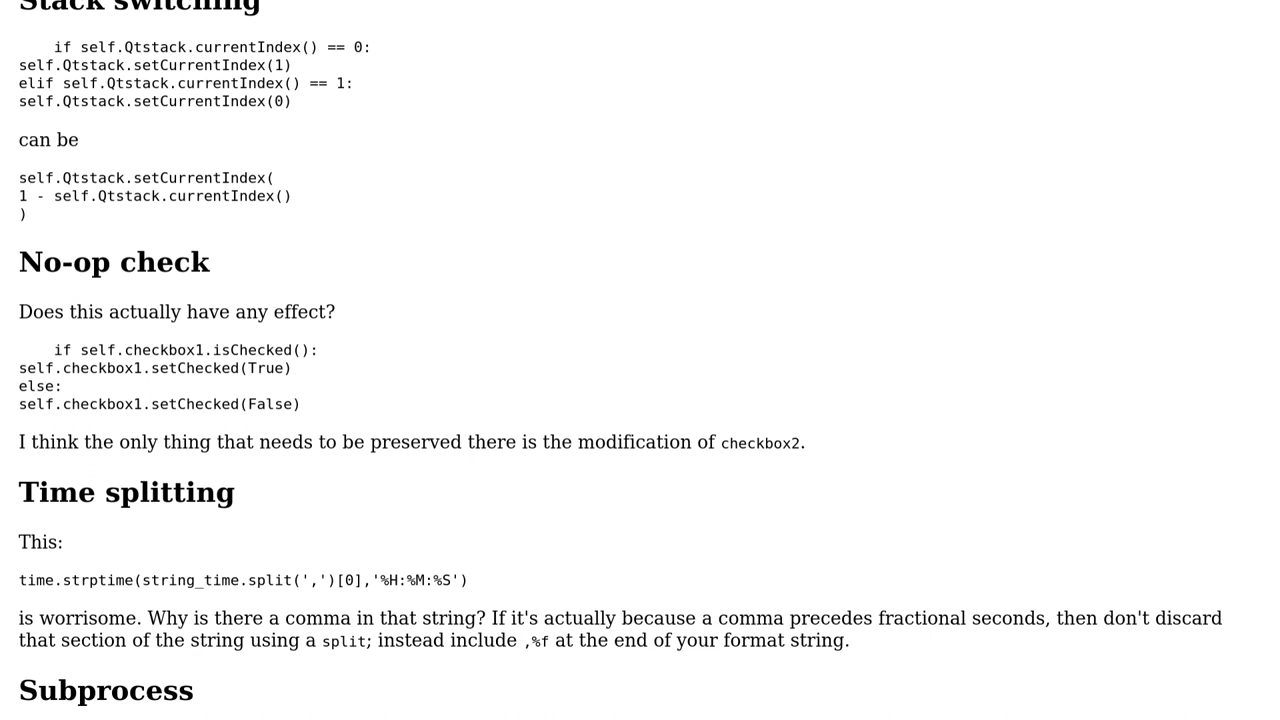 Stack switching
    if self.Qtstack.currentIndex() == 0:
self.Qtstack.setCurrentIndex(1)
elif self.Qtstack.currentIndex() == 1:
self.Qtstack.setCurrentIndex(0)
can be
self.Qtstack.setCurrentIndex(
1 - self.Qtstack.currentIndex()
)
No-op check
Does this actually have any effect?
    if self.checkbox1.isChecked():
self.checkbox1.setChecked(True)
else:
self.checkbox1.setChecked(False)
I think the only thing that needs to be preserved there is the modification of checkbox2.
Time splitting
This:
time.strptime(string_time.split(',')[0],'%H:%M:%S')
is worrisome. Why is there a comma in that string? If it's actually because a comma precedes fractional seconds, then don't discard
that section of the string using a split; instead include ,%f at the end of your format string.
Subprocess